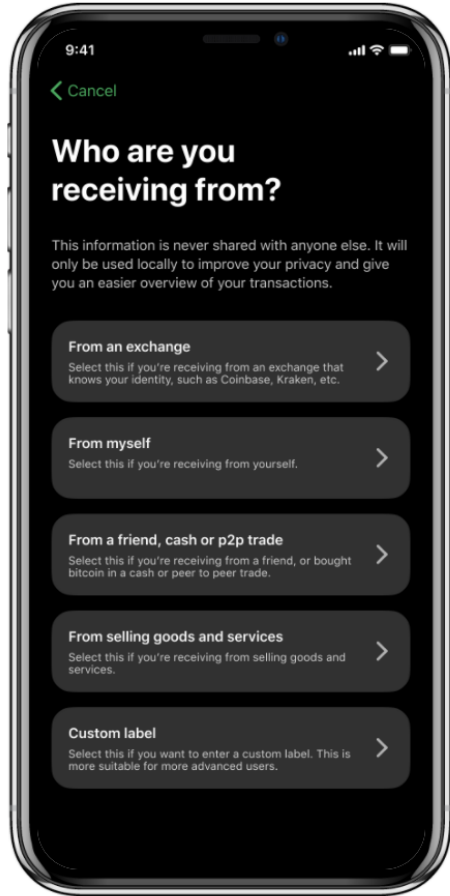 9:41
Cancel
Who are you
receiving from?
This information is never shared with anyone else. It will
only be used locally to improve your privacy and give
you an easier overview of your transactions.
From an exchange
Select this if you're receiving from an exchange that
knows your identity, such as Coinbase, Kraken, etc.
From myself
Select this if you're receiving from yourself.
From a friend, cash or p2p trade
Select this if you're receiving from a friend, or bought
bitcoin in a cash or peer to peer trade.
From selling goods and services
Select this if you're receiving from selling goods and
services.
Custom label
Select this if you want to enter a custom label. This is
more suitable for more advanced users.